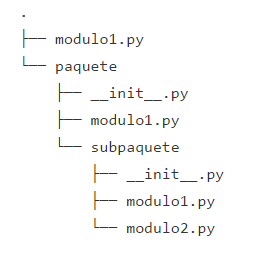 .
├── modulo1.py
└── paquete
    ├── __init__.py
    ├── modulo1.py
    └── subpaquete
        ├── __init__.py
        ├── modulo1.py
        └── modulo2.py